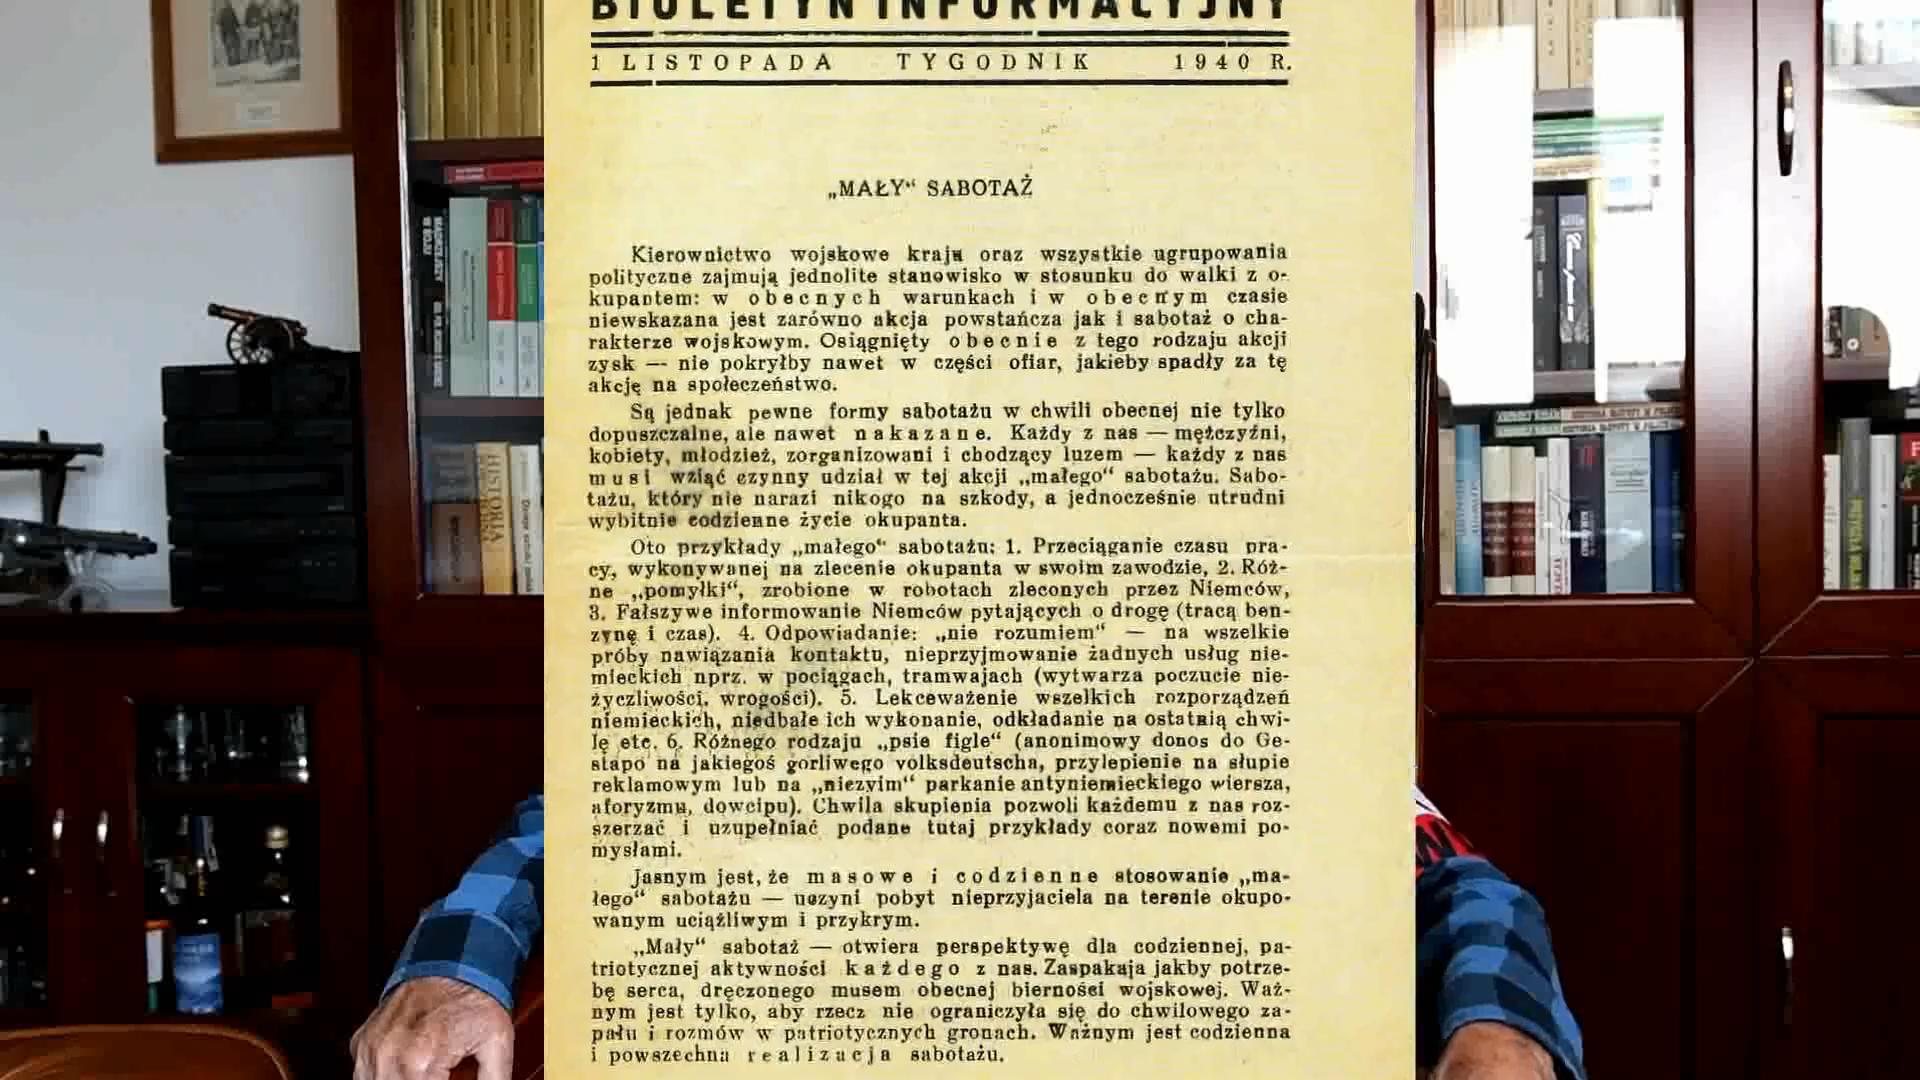 BIULETYN INFORMACYJNY
1 LISTOPADA TYGODNIK 1940 R.
„MAŁY“ SABOTAŻ
Kierownictwo wojskowe kraju oraz wszystkie ugrupowania
polityczne zajmują jednolite stanowisko w stosunku do walki z o-
kupantem: w obecnych warunkach i w obecnym czasie
niewskazana jest zarówno akcja powstańcza jak i sabotaż o cha-
rakterze wojskowym. Osiągnięty obecnie z tego rodzaju akcji
zysk — nie pokryłby nawet w części ofiar, jakieby spadły za tę
akcję na społeczeństwo.
Są jednak pewne formy sabotażu w chwili obecnej nie tylko
dopuszczalne, ale nawet nakazane. Każdy z nas — mężczyźni,
kobiety, młodzież, zorganizowani i chodzący luzem — każdy z nas
musi wziąć czynny udział w tej akcji „małego“ sabotażu. Sabo-
tażu, który nie narazi nikogo na szkody, a jednocześnie utrudni
wybitnie codzienne życie okupanta.
Oto przykłady „małego“ sabotażu: 1. Przeciąganie czasu pra-
cy, wykonywanej na zlecenie okupanta w swoim zawodzie, 2. Róż-
ne „pomyłki“, zrobione w robotach zleconych przez Niemców,
3. Fałszywe informowanie Niemców pytających o drogę (tracą ben-
zynę i czas). 4. Odpowiadanie: „nie rozumiem“ — na wszelkie
próby nawiązania kontaktu, nieprzyjmowanie żadnych usług nie-
mieckich nprz. w pociągach, tramwajach (wytwarza poczucie nie-
życzliwości, wrogości). 5. Lekceważenie wszelkich rozporządzeń
niemieckich, niedbałe ich wykonanie, odkładanie na ostatnią chwi-
lę etc. 6. Różnego rodzaju „psie figle“ (anonimowy donos do Ge-
stapo na jakiegoś gorliwego volksdeutscha, przylepienie na słupie
reklamowym lub na „niczyim“ parkanie antyniemieckiego wiersza,
aforyzmu, dowcipu). Chwila skupienia pozwoli każdemu z nas roz-
szerzać i uzupełniać podane tutaj przykłady coraz nowemi po-
mysłami.
Jasnym jest, że masowe i codzienne stosowanie „ma-
łego“ sabotażu — uczyni pobyt nieprzyjaciela na terenie okupo-
wanym uciążliwym i przykrym.
„Mały“ sabotaż — otwiera perspektywę dla codziennej, pa-
triotycznej aktywności każdego z nas. Zaspakaja jakby potrze-
bę serca, dręczonego musem obecnej bierności wojskowej. Waż-
nym jest tylko, aby rzecz nie ograniczyła się do chwilowego za-
pału i rozmów w patriotycznych gronach. Ważnym jest codzienna
i powszechna realizacja sabotażu.
HISTORIA